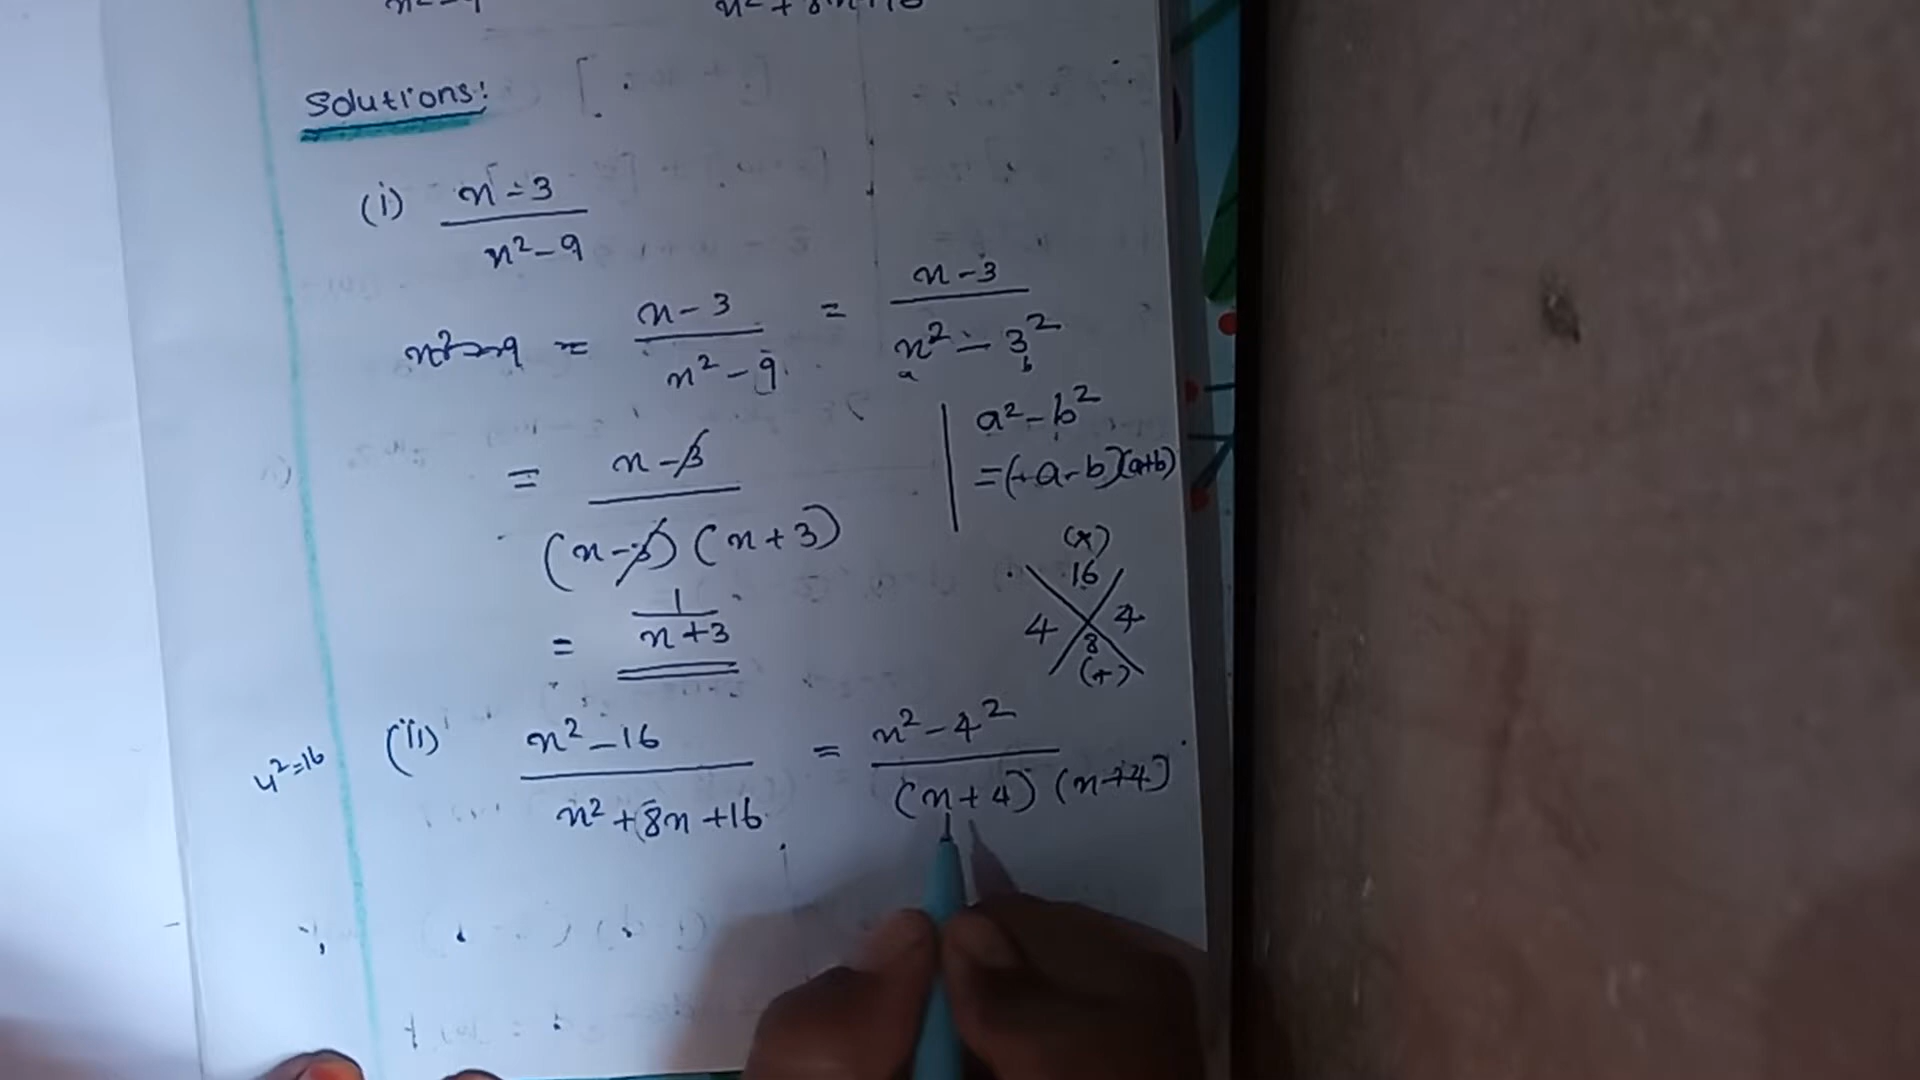 Solutions:
(i) x-3 / x²-9
x²-9 = x-3 / x²-9 = x-3 / x²-3²
a b
a²-b²
= x-3 / (x-3)(x+3)
=(a-b)(a+b)
= 1 / x+3
(x)
16
4 4
8
(+)
4²=16 (ii) x²-16 / x²+8x+16 = x²-4² / (x+4)(x+4)